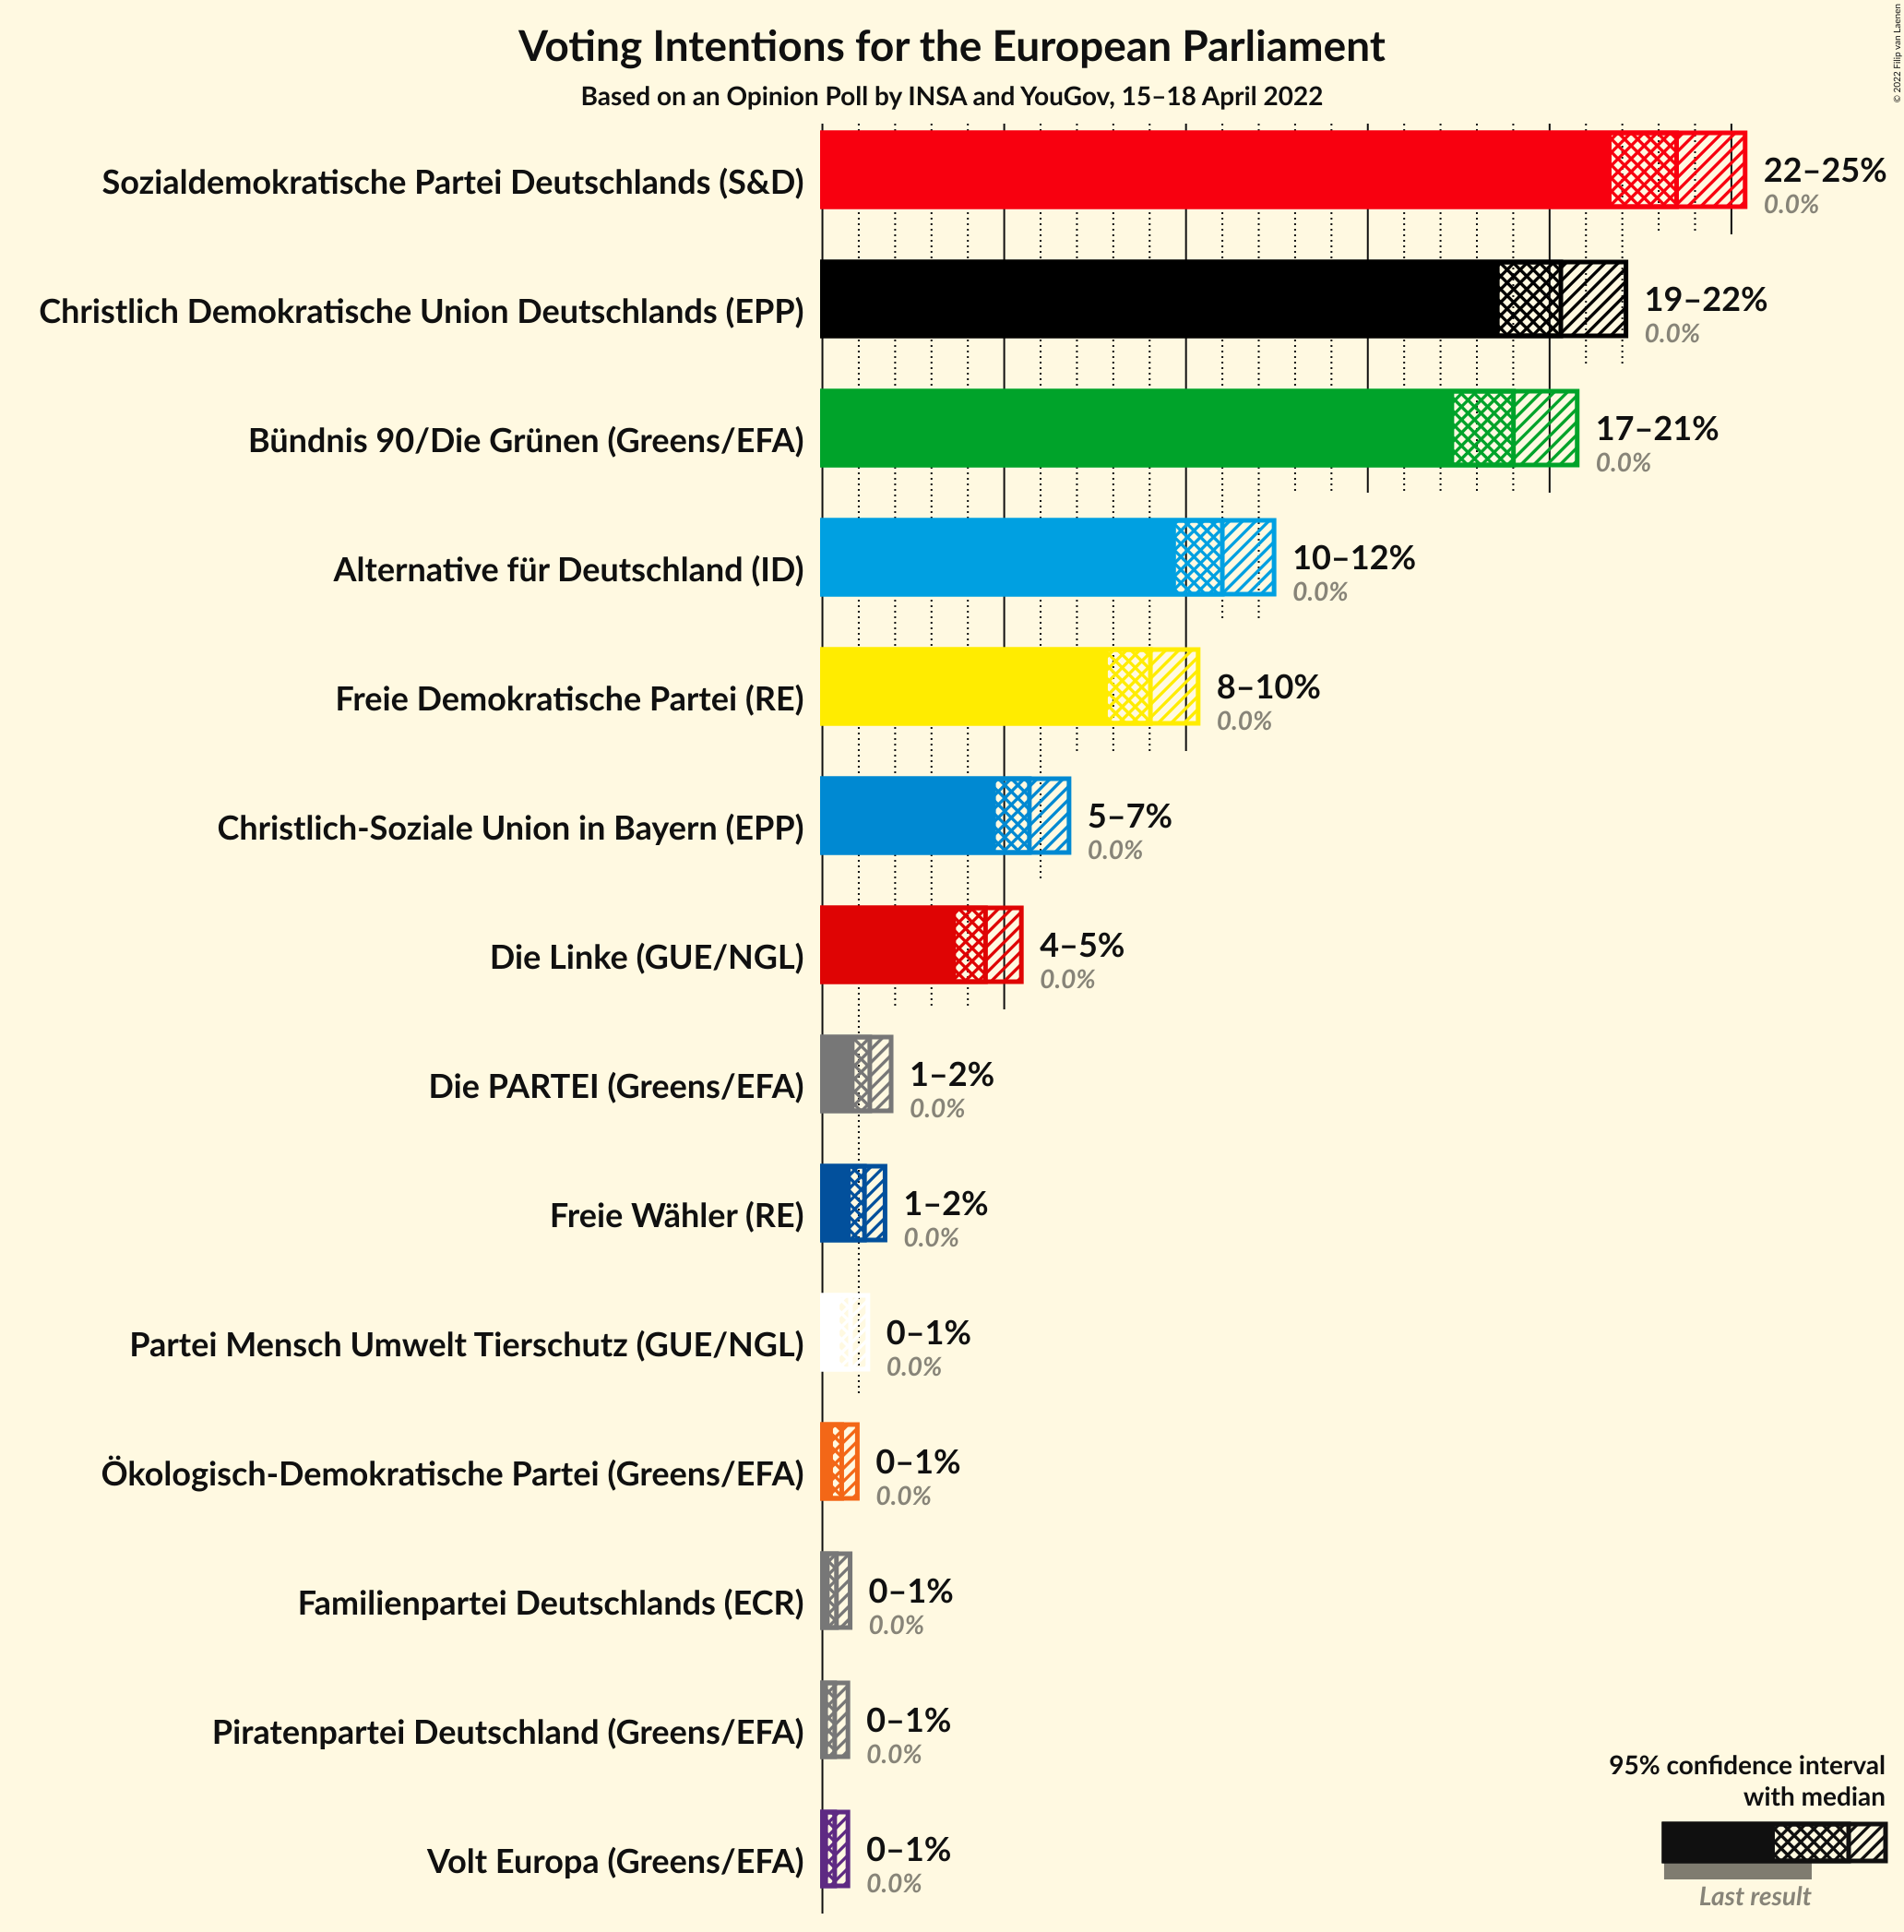 Voting Intentions for the European Parliament
Based on an Opinion Poll by INSA and YouGov, 15–18 April 2022
© 2022 Filip van Laenen
Sozialdemokratische Partei Deutschlands (S&D)
22–25%
0.0%
Christlich Demokratische Union Deutschlands (EPP)
19–22%
0.0%
Bündnis 90/Die Grünen (Greens/EFA)
17–21%
0.0%
Alternative für Deutschland (ID)
10–12%
0.0%
Freie Demokratische Partei (RE)
8–10%
0.0%
Christlich-Soziale Union in Bayern (EPP)
5–7%
0.0%
Die Linke (GUE/NGL)
4–5%
0.0%
Die PARTEI (Greens/EFA)
1–2%
0.0%
Freie Wähler (RE)
1–2%
0.0%
Partei Mensch Umwelt Tierschutz (GUE/NGL)
0–1%
0.0%
Ökologisch-Demokratische Partei (Greens/EFA)
0–1%
0.0%
Familienpartei Deutschlands (ECR)
0–1%
0.0%
Piratenpartei Deutschland (Greens/EFA)
0–1%
0.0%
Volt Europa (Greens/EFA)
0–1%
0.0%
95% confidence interval
with median
Last result